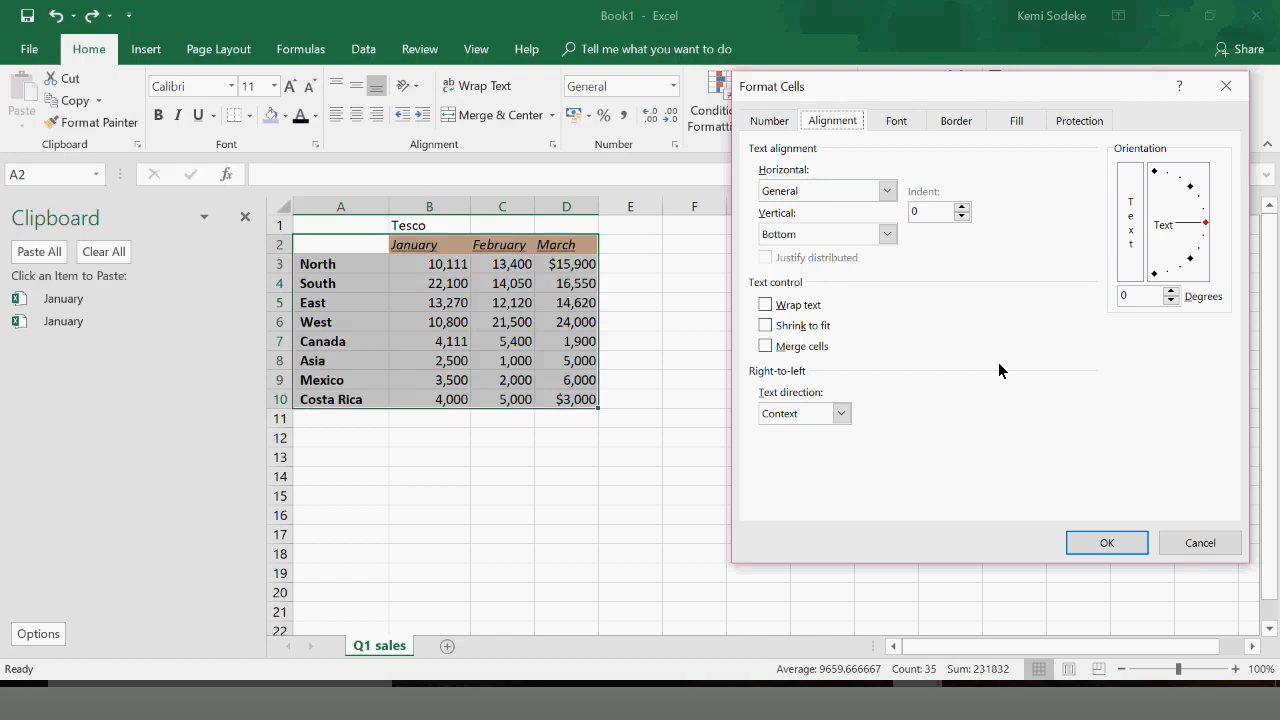 Book1 - Excel
Kemi Sodeke
File Home Insert Page Layout Formulas Data Review View Help Tell me what you want to do Share
Paste
Cut
Copy
Format Painter
Clipboard
Calibri 11
B I U
A
Font
Wrap Text
Merge & Center
Alignment
General
%
Number
Conditi
Formatti
A2
fx
Clipboard
Paste All Clear All
Click an Item to Paste:
January
January
Options
A B C D E F
1 Tesco
2 January February March
3 North 10,111 13,400 $15,900
4 South 22,100 14,050 16,550
5 East 13,270 12,120 14,620
6 West 10,800 21,500 24,000
7 Canada 4,111 5,400 1,900
8 Asia 2,500 1,000 5,000
9 Mexico 3,500 2,000 6,000
10 Costa Rica 4,000 5,000 $3,000
11
12
13
14
15
16
17
18
19
20
21
22
Format Cells
?
Number Alignment Font Border Fill Protection
Text alignment
Horizontal:
General
Indent:
0
Vertical:
Bottom
Justify distributed
Text control
Wrap text
Shrink to fit
Merge cells
Right-to-left
Text direction:
Context
Orientation
T
e
x
t
Text
0 Degrees
OK Cancel
Q1 sales
Ready
Average: 9659.666667 Count: 35 Sum: 231832
100%